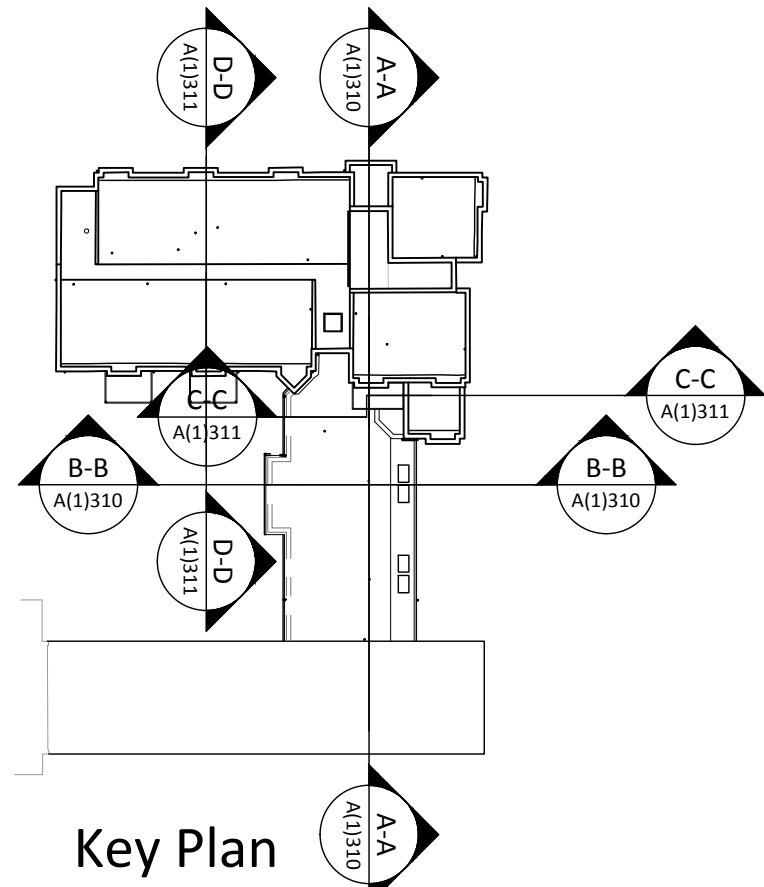 D-D
A(1)311
A-A
A(1)310
C-C
A(1)311
C-C
A(1)311
B-B
A(1)310
B-B
A(1)310
D-D
A(1)311
A-A
A(1)310
Key Plan